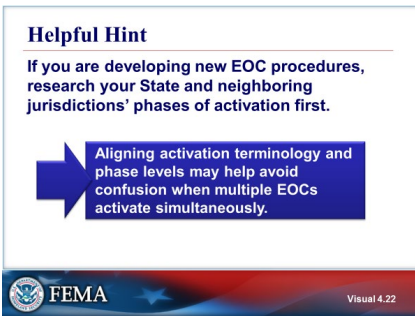 Helpful Hint
If you are developing new EOC procedures,
research your State and neighboring
jurisdictions’ phases of activation first.
Aligning activation terminology and
phase levels may help avoid
confusion when multiple EOCs
activate simultaneously.
FEMA
Visual 4.22